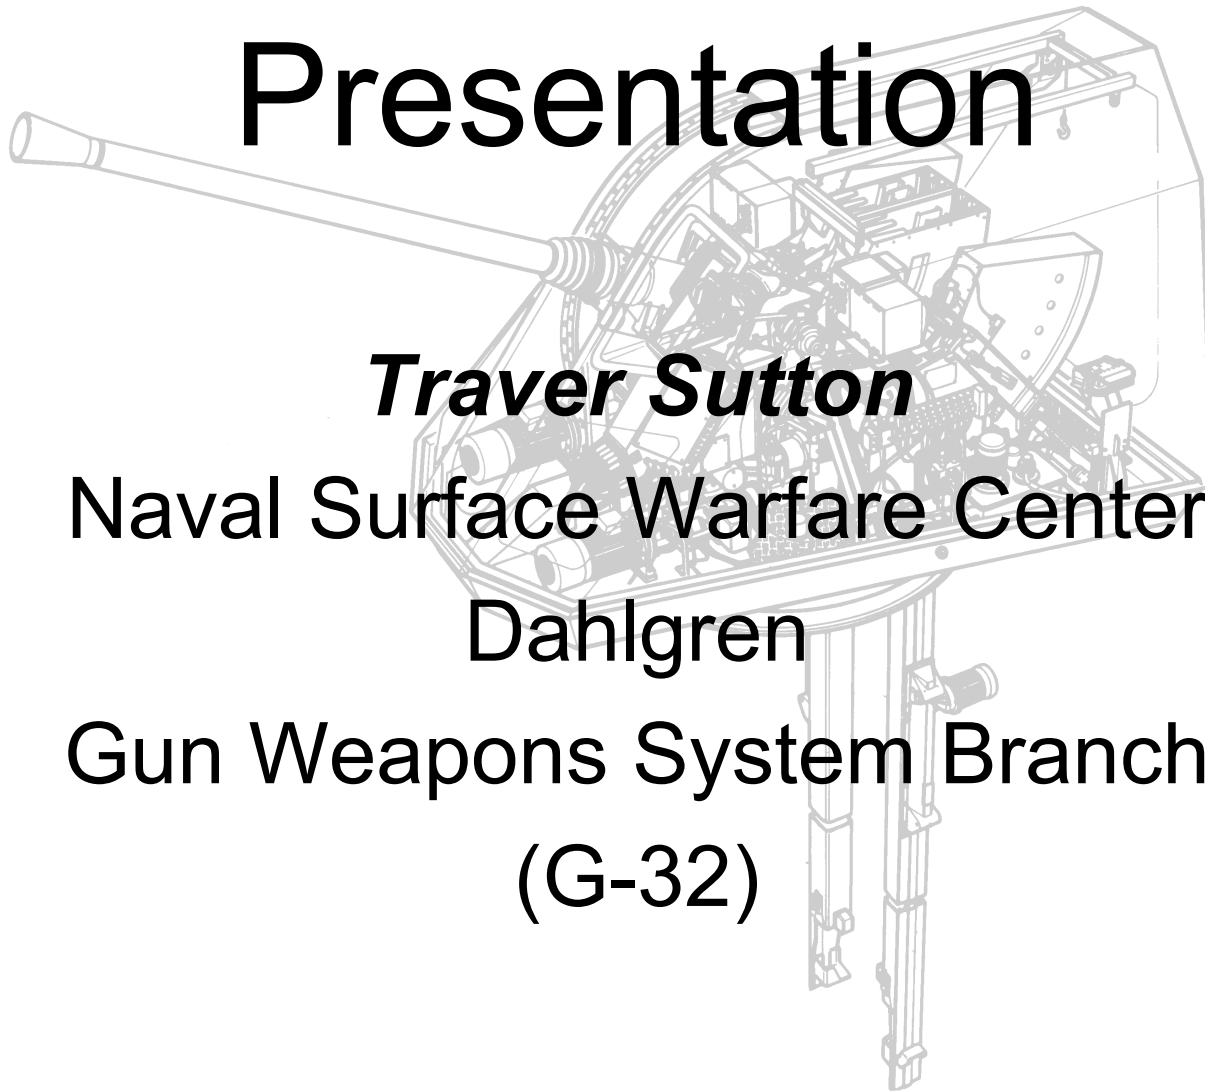 Presentation
Traver Sutton
Naval Surface Warfare Center
Dahlgren
Gun Weapons System Branch
(G-32)